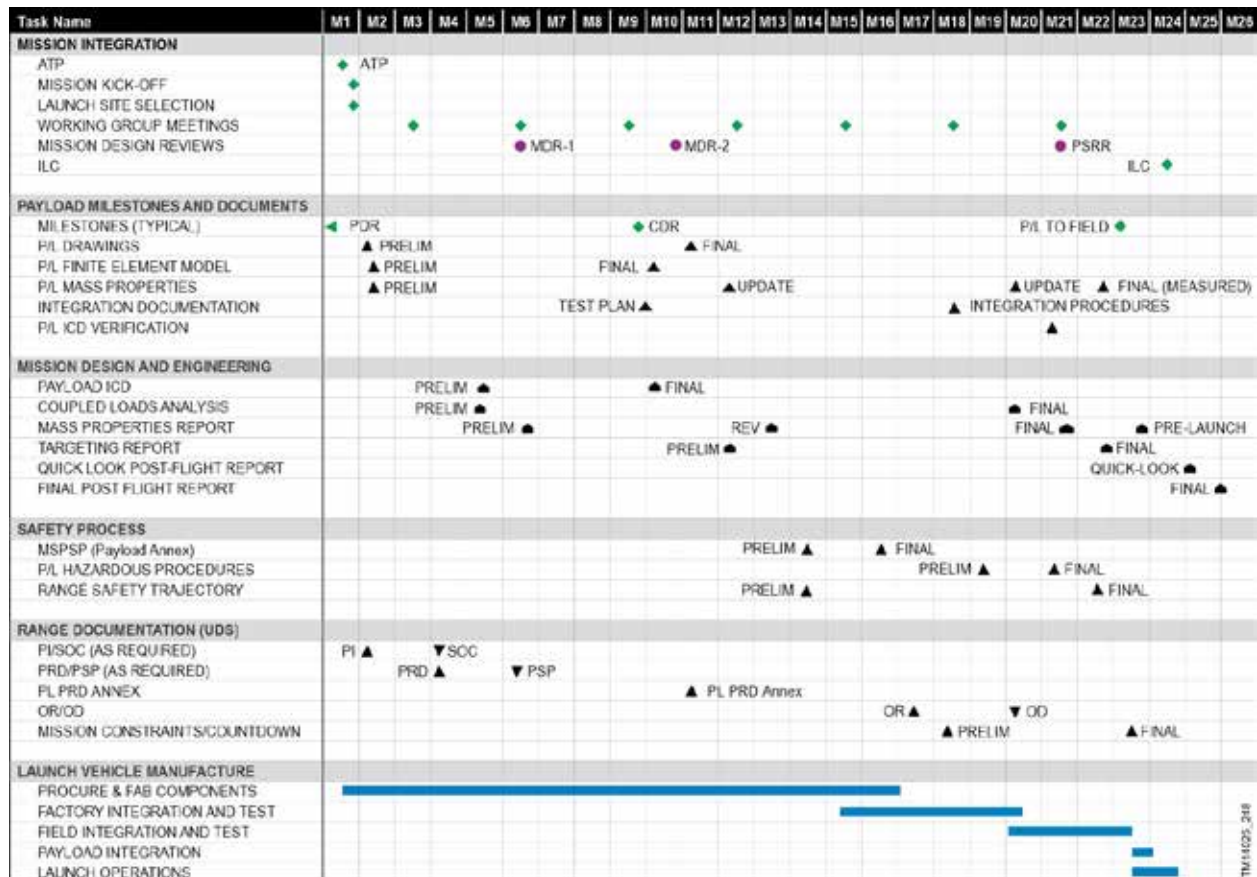 Task Name M1 M2 M3 M4 M5 M6 M7 M8 M9 M10 M11 M12 M13 M14 M15 M16 M17 M18 M19 M20 M21 M22 M23 M24 M25 M26
MISSION INTEGRATION
ATP ATP
MISSION KICK-OFF
LAUNCH SITE SELECTION
WORKING GROUP MEETINGS
MISSION DESIGN REVIEWS MDR-1 MDR-2 PSRR
ILC ILC
PAYLOAD MILESTONES AND DOCUMENTS
MILESTONES (TYPICAL) PDR CDR P/L TO FIELD
P/L DRAWINGS PRELIM FINAL
P/L FINITE ELEMENT MODEL PRELIM FINAL
P/L MASS PROPERTIES PRELIM UPDATE UPDATE FINAL (MEASURED)
INTEGRATION DOCUMENTATION TEST PLAN INTEGRATION PROCEDURES
P/L ICD VERIFICATION
MISSION DESIGN AND ENGINEERING
PAYLOAD ICD PRELIM FINAL
COUPLED LOADS ANALYSIS PRELIM FINAL
MASS PROPERTIES REPORT PRELIM REV FINAL PRE-LAUNCH
TARGETING REPORT PRELIM FINAL
QUICK LOOK POST-FLIGHT REPORT QUICK-LOOK
FINAL POST FLIGHT REPORT FINAL
SAFETY PROCESS
MSPSP (Payload Annex) PRELIM FINAL
P/L HAZARDOUS PROCEDURES PRELIM FINAL
RANGE SAFETY TRAJECTORY PRELIM FINAL
RANGE DOCUMENTATION (UDS)
PI/SOC (AS REQUIRED) PI SOC
PRD/PSP (AS REQUIRED) PRD PSP
PL PRD ANNEX PL PRD Annex
OR/OD OR OD
MISSION CONSTRAINTS/COUNTDOWN PRELIM FINAL
LAUNCH VEHICLE MANUFACTURE
PROCURE & FAB COMPONENTS
FACTORY INTEGRATION AND TEST
FIELD INTEGRATION AND TEST
PAYLOAD INTEGRATION
LAUNCH OPERATIONS
TM14025_248